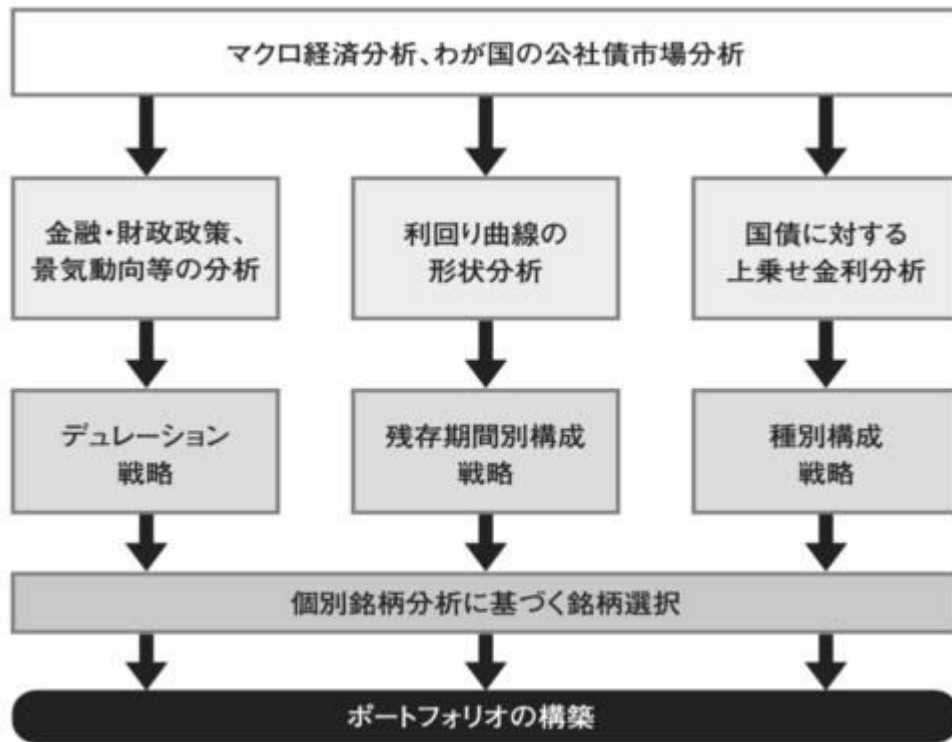 マクロ経済分析、わが国の公社債市場分析
金融・財政政策、
景気動向等の分析
利回り曲線の
形状分析
国債に対する
上乗せ金利分析
デュレーション
戦略
残存期間別構成
戦略
種別構成
戦略
個別銘柄分析に基づく銘柄選択
ポートフォリオの構築